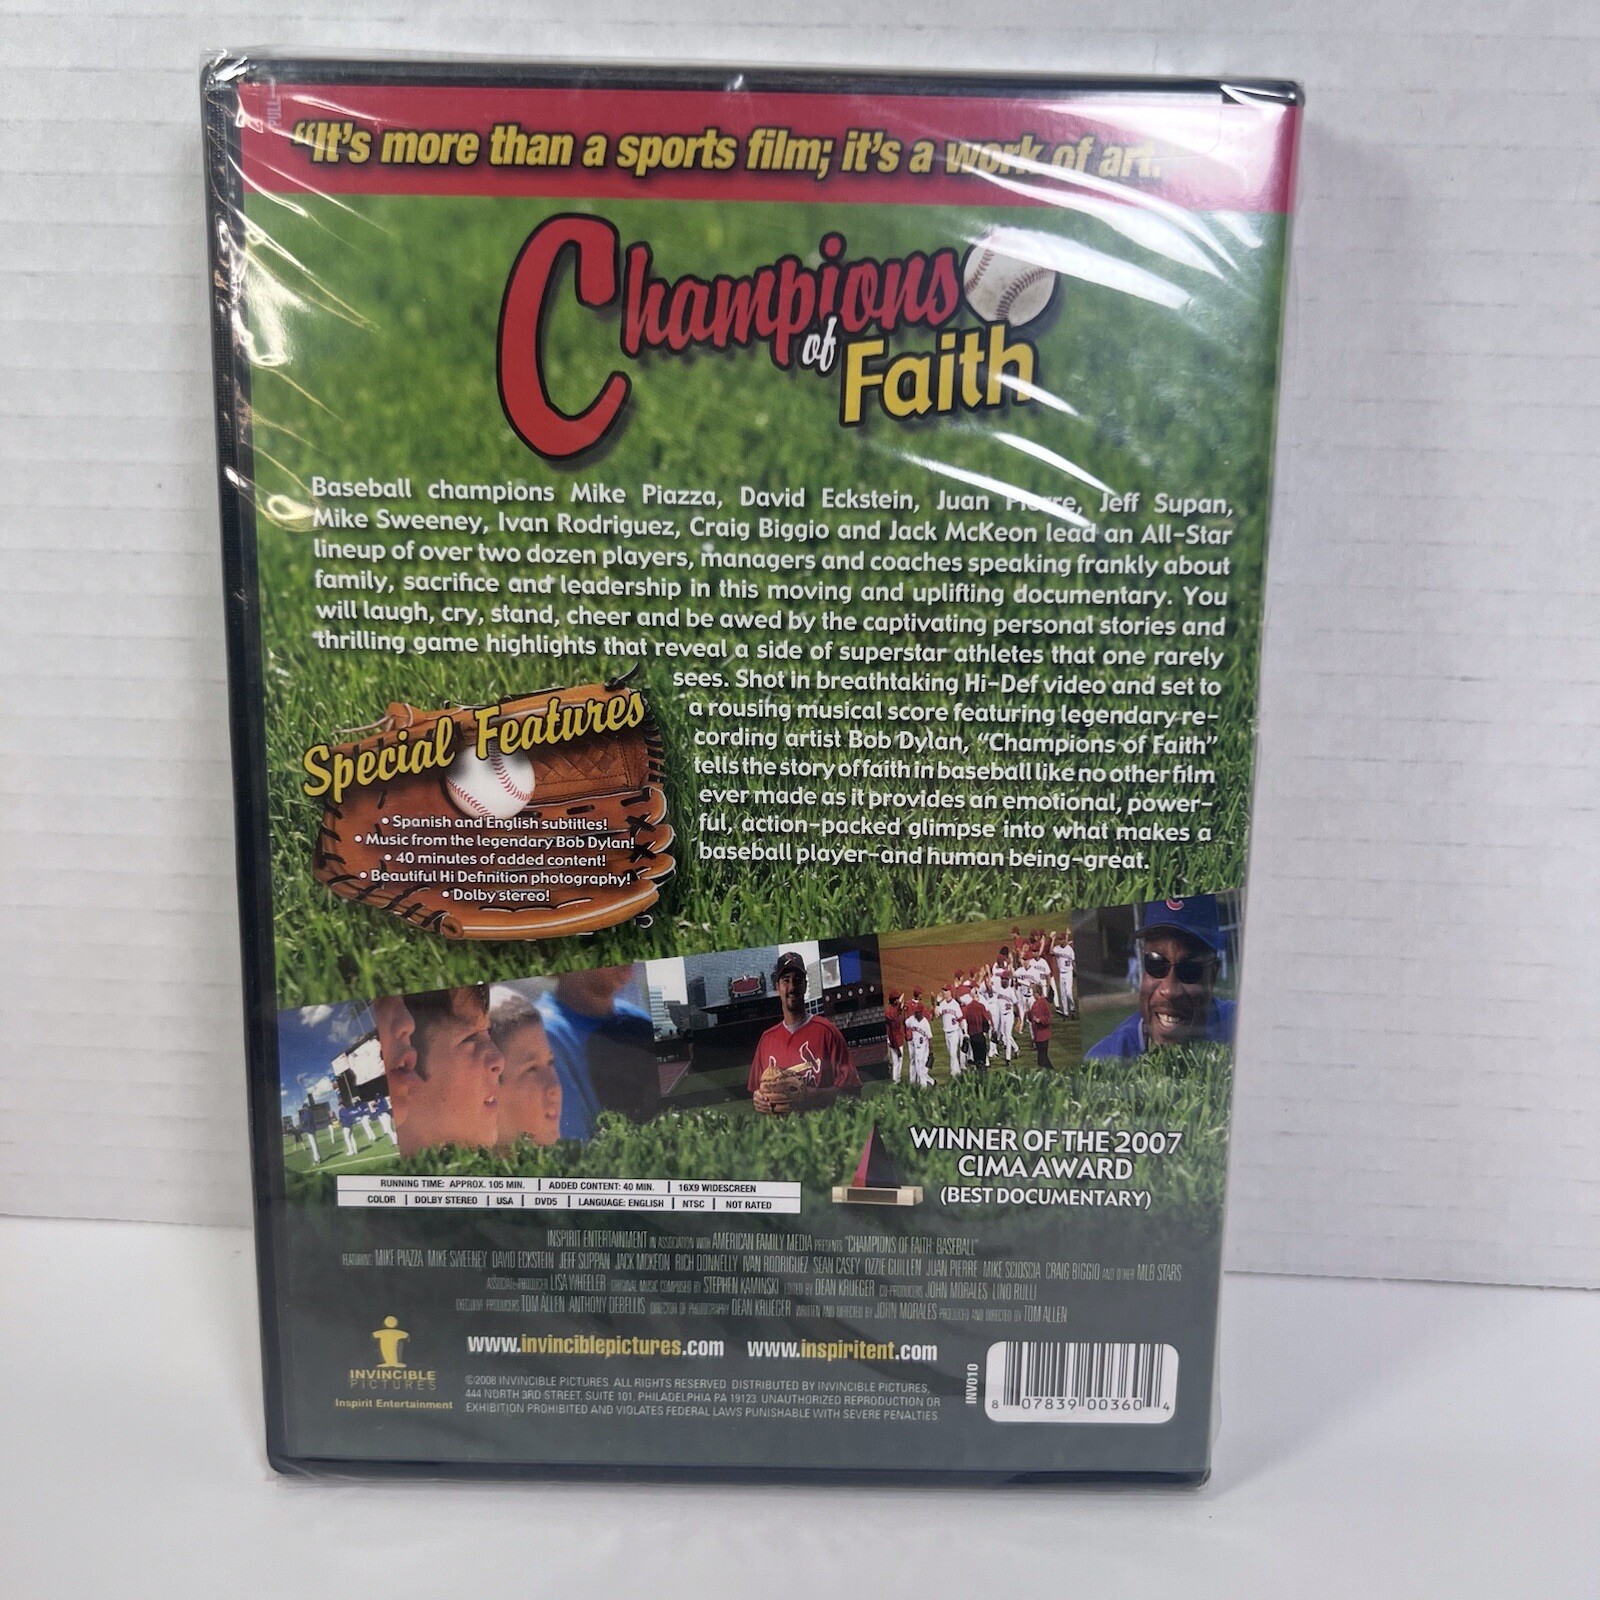 PULL
“It's more than a sports film; it's a work of art.
Champions
of
Faith
Baseball champions Mike Piazza, David Eckstein, Juan Pierre, Jeff Supan,
Mike Sweeney, Ivan Rodriguez, Craig Biggio and Jack McKeon lead an All-Star
lineup of over two dozen players, managers and coaches speaking frankly about
family, sacrifice and leadership in this moving and uplifting documentary. You
will laugh, cry, stand, cheer and be awed by the captivating personal stories and
thrilling game highlights that reveal a side of superstar athletes that one rarely
sees. Shot in breathtaking Hi-Def video and set to
a rousing musical score featuring legendary re-
cording artist Bob Dylan, “Champions of Faith”
tells the story of faith in baseball like no other film
ever made as it provides an emotional, power-
ful, action-packed glimpse into what makes a
baseball player-and human being-great.
Special Features
• Spanish and English subtitles!
• Music from the legendary Bob Dylan!
• 40 minutes of added content!
• Beautiful Hi Definition photography!
• Dolby stereo!
WINNER OF THE 2007
CIMA AWARD
(BEST DOCUMENTARY)
RUNNING TIME: APPROX. 105 MIN. | ADDED CONTENT: 40 MIN. | 16X9 WIDESCREEN
COLOR | DOLBY STEREO | USA | DVD5 | LANGUAGE: ENGLISH | NTSC | NOT RATED
INSPIRIT ENTERTAINMENT IN ASSOCIATION WITH AMERICAN FAMILY MEDIA PRESENTS “CHAMPIONS OF FAITH: BASEBALL”
FEATURING MIKE PIAZZA MIKE SWEENEY DAVID ECKSTEIN JEFF SUPPAN JACK MCKEON RICH DONNELLY IVAN RODRIGUEZ SEAN CASEY OZZIE GUILLEN JUAN PIERRE MIKE SCIOSCIA CRAIG BIGGIO AND OTHER MLB STARS
ASSOCIATE PRODUCER LISA WHEELER ORIGINAL MUSIC COMPOSED BY STEPHEN KAMINSKI EDITED BY DEAN KRUEGER CO-PRODUCERS JOHN MORALES LINO RULLI
EXECUTIVE PRODUCERS TOM ALLEN ANTHONY DEBELLIS DIRECTOR OF PHOTOGRAPHY DEAN KRUEGER WRITTEN AND DIRECTED BY JOHN MORALES PRODUCED AND DIRECTED BY TOM ALLEN
INVINCIBLE
PICTURES
Inspirit Entertainment
www.invinciblepictures.com www.inspiritent.com
©2008 INVINCIBLE PICTURES. ALL RIGHTS RESERVED. DISTRIBUTED BY INVINCIBLE PICTURES,
444 NORTH 3RD STREET, SUITE 101, PHILADELPHIA PA 19123. UNAUTHORIZED REPRODUCTION OR
EXHIBITION PROHIBITED AND VIOLATES FEDERAL LAWS PUNISHABLE WITH SEVERE PENALTIES.
INV010
8 07839 00360 4